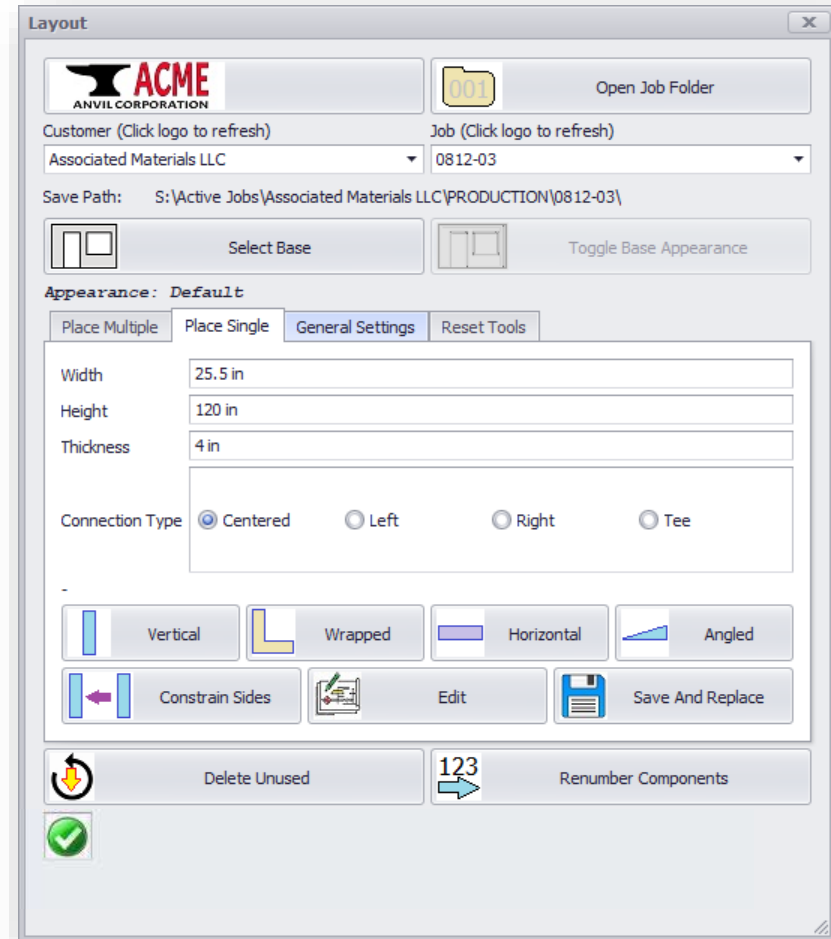 Layout
ACME
ANVIL CORPORATION
001 Open Job Folder
Customer (Click logo to refresh) Job (Click logo to refresh)
Associated Materials LLC 0812-03
Save Path: S:\Active Jobs\Associated Materials LLC\PRODUCTION\0812-03\
Select Base Toggle Base Appearance
Appearance: Default
Place Multiple Place Single General Settings Reset Tools
Width 25.5 in
Height 120 in
Thickness 4 in
Connection Type Centered Left Right Tee
-
Vertical Wrapped Horizontal Angled
Constrain Sides Edit Save And Replace
Delete Unused 123 Renumber Components